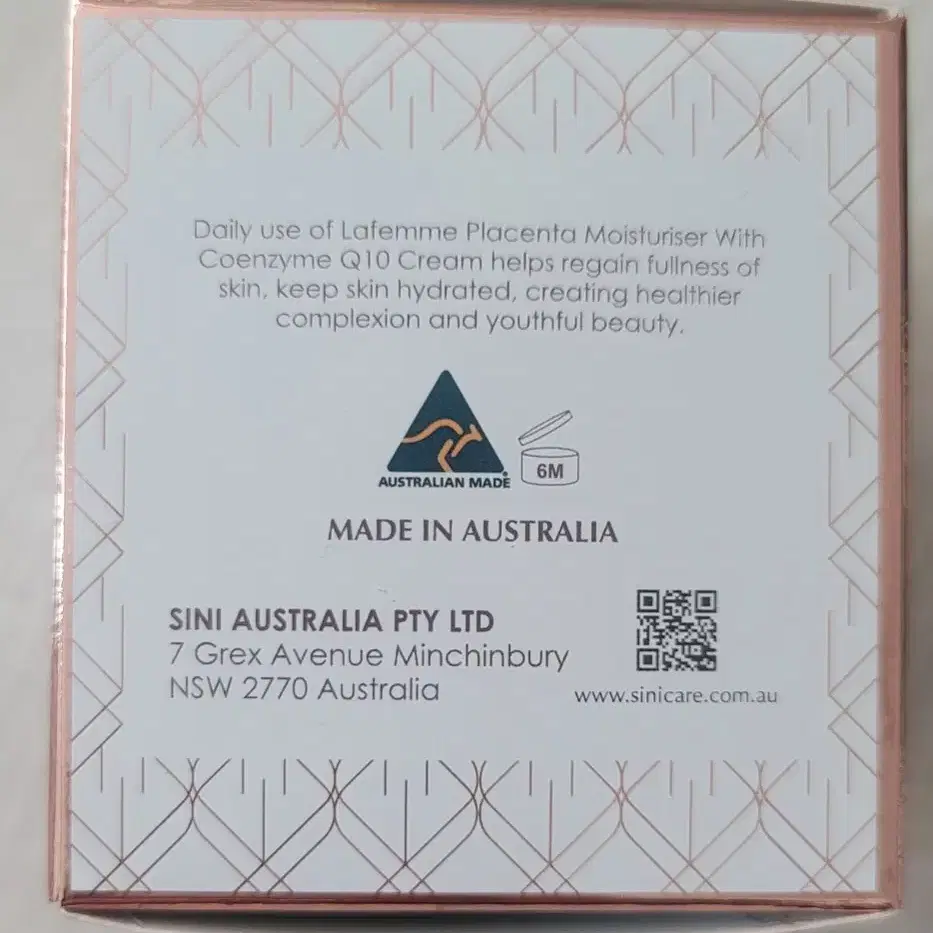 Daily use of Lafemme Placenta Moisturiser With
Coenzyme Q10 Cream helps regain fullness of
skin, keep skin hydrated, creating healthier
complexion and youthful beauty.
AUSTRALIAN MADE
6M
MADE IN AUSTRALIA
SINI AUSTRALIA PTY LTD
7 Grex Avenue Minchinbury
NSW 2770 Australia
www.sinicare.com.au